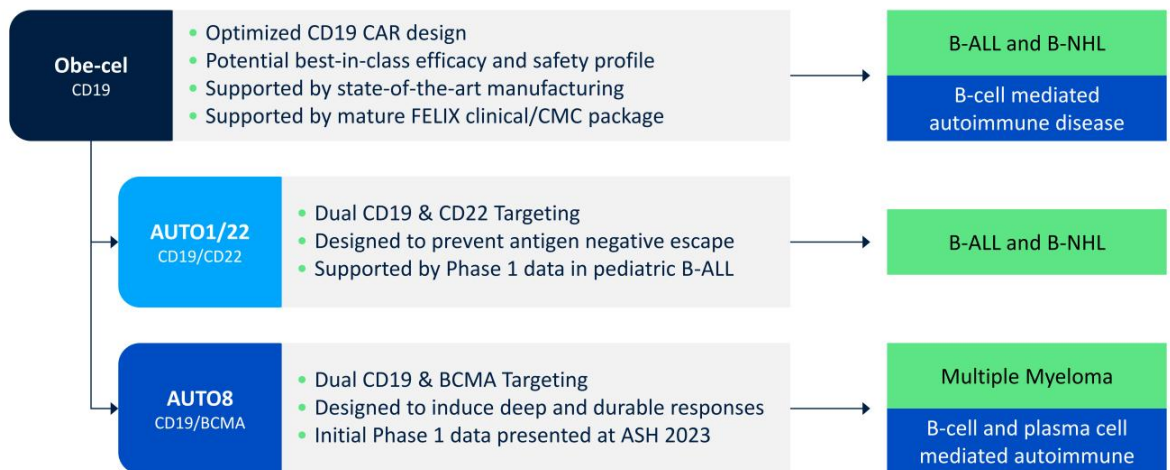 Obe-cel
CD19
• Optimized CD19 CAR design
• Potential best-in-class efficacy and safety profile
• Supported by state-of-the-art manufacturing
• Supported by mature FELIX clinical/CMC package
B-ALL and B-NHL
B-cell mediated
autoimmune disease
AUTO1/22
CD19/CD22
• Dual CD19 & CD22 Targeting
• Designed to prevent antigen negative escape
• Supported by Phase 1 data in pediatric B-ALL
B-ALL and B-NHL
AUTO8
CD19/BCMA
• Dual CD19 & BCMA Targeting
• Designed to induce deep and durable responses
• Initial Phase 1 data presented at ASH 2023
Multiple Myeloma
B-cell and plasma cell
mediated autoimmune